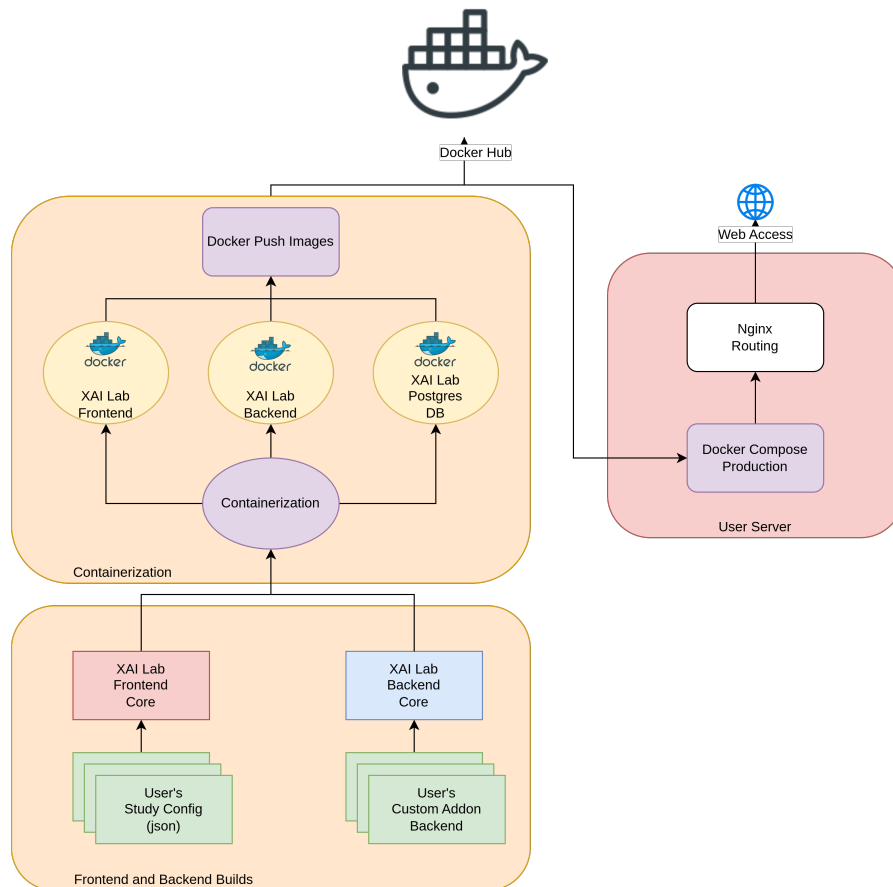 Docker Hub
Web Access
Docker Push Images
Nginx
Routing
docker
XAI Lab
Frontend
docker
XAI Lab
Backend
docker
XAI Lab
Postgres
DB
Docker Compose
Production
Containerization
User Server
Containerization
XAI Lab
Frontend
Core
XAI Lab
Backend
Core
User's
Study Config
(json)
User's
Custom Addon
Backend
Frontend and Backend Builds